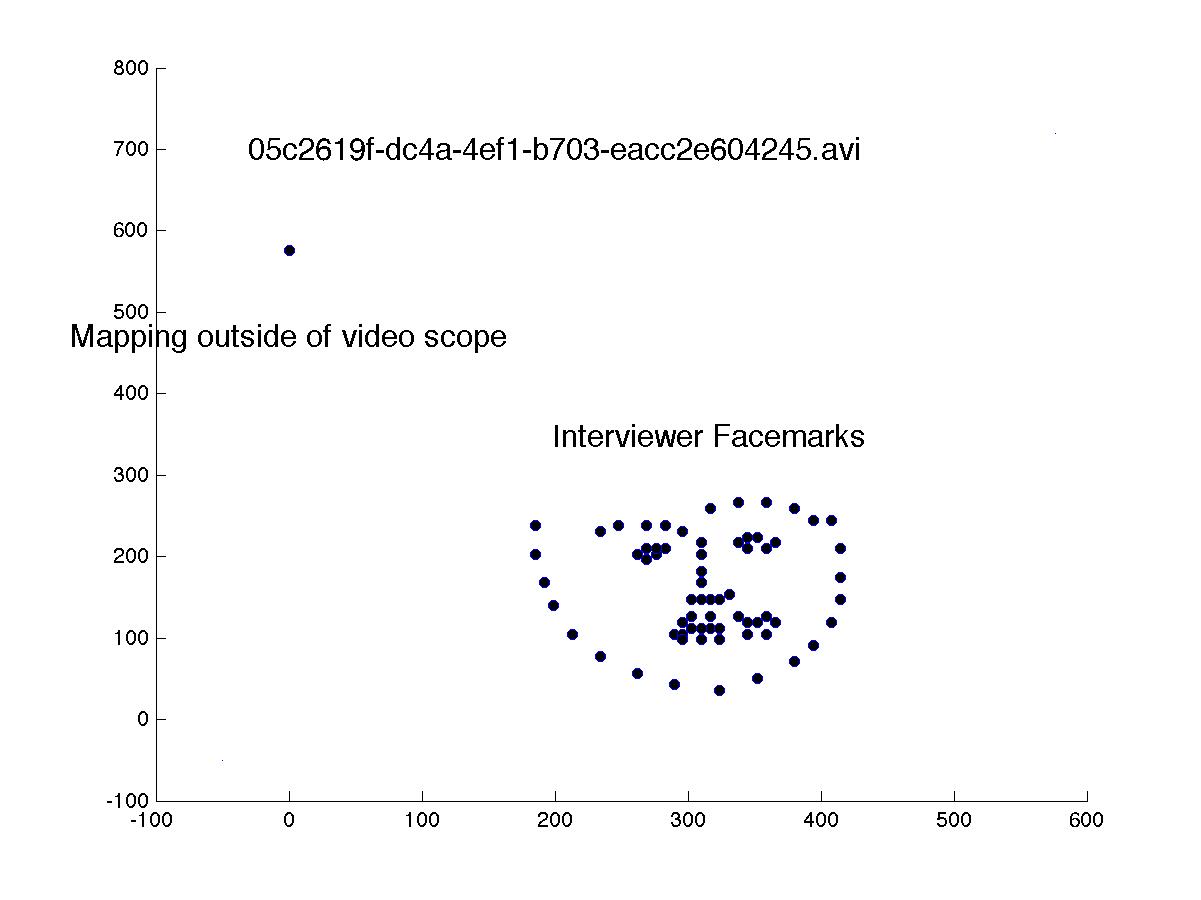 800
700
05c2619f-dc4a-4ef1-b703-eacc2e604245.avi
600
500
Mapping outside of video scope
400
Interviewer Facemarks
300
200
100
0
-100
-100 0 100 200 300 400 500 600